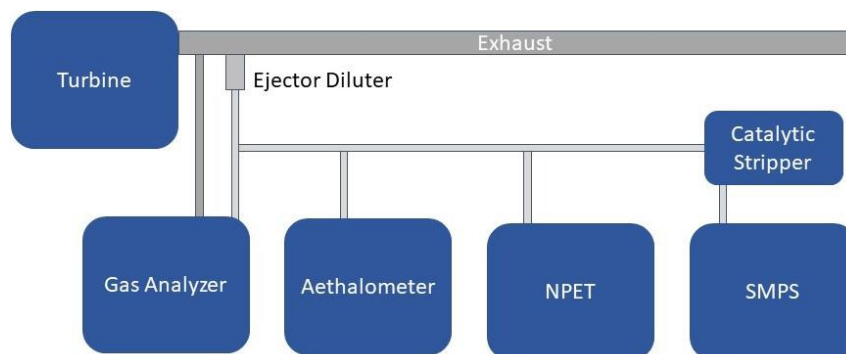 Exhaust
Turbine
Ejector Diluter
Catalytic
Stripper
Gas Analyzer
Aethalometer
NPET
SMPS